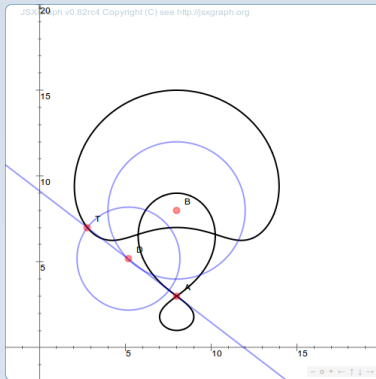 20
JSXGraph v0.82rc4 Copyright (C) see http://jsxgraph.org
15
10
B
T
D
5
A
5
10
15
− o + ← ↑ ↓ →